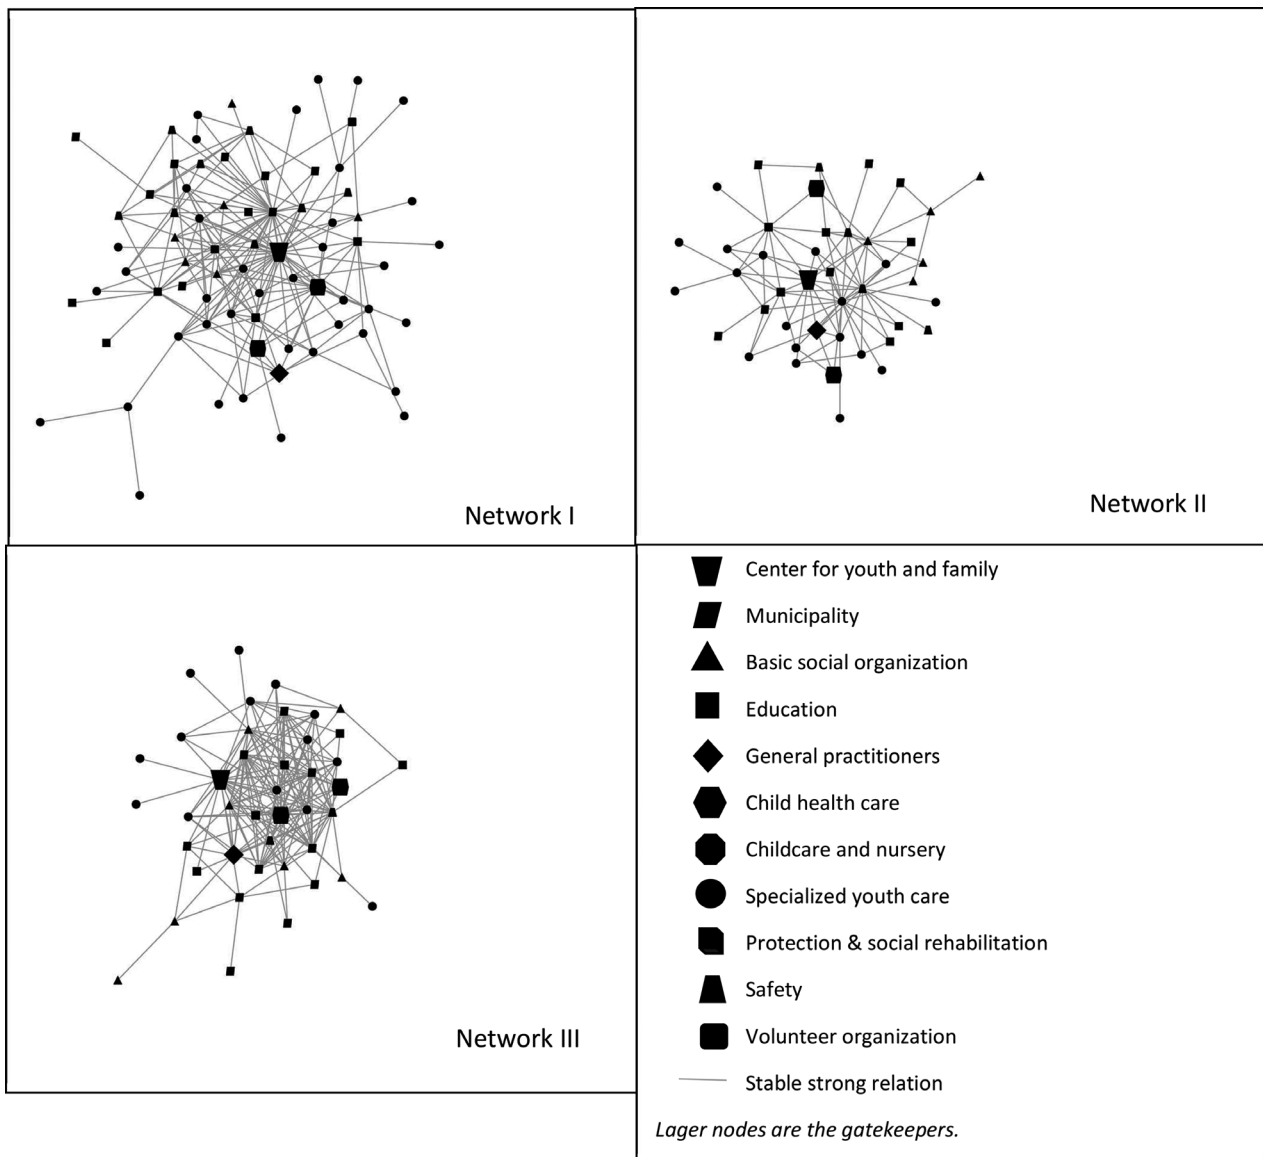 Network I
Network II
Network III
Center for youth and family
Municipality
Basic social organization
Education
General practitioners
Child health care
Childcare and nursery
Specialized youth care
Protection & social rehabilitation
Safety
Volunteer organization
Stable strong relation
Lager nodes are the gatekeepers.